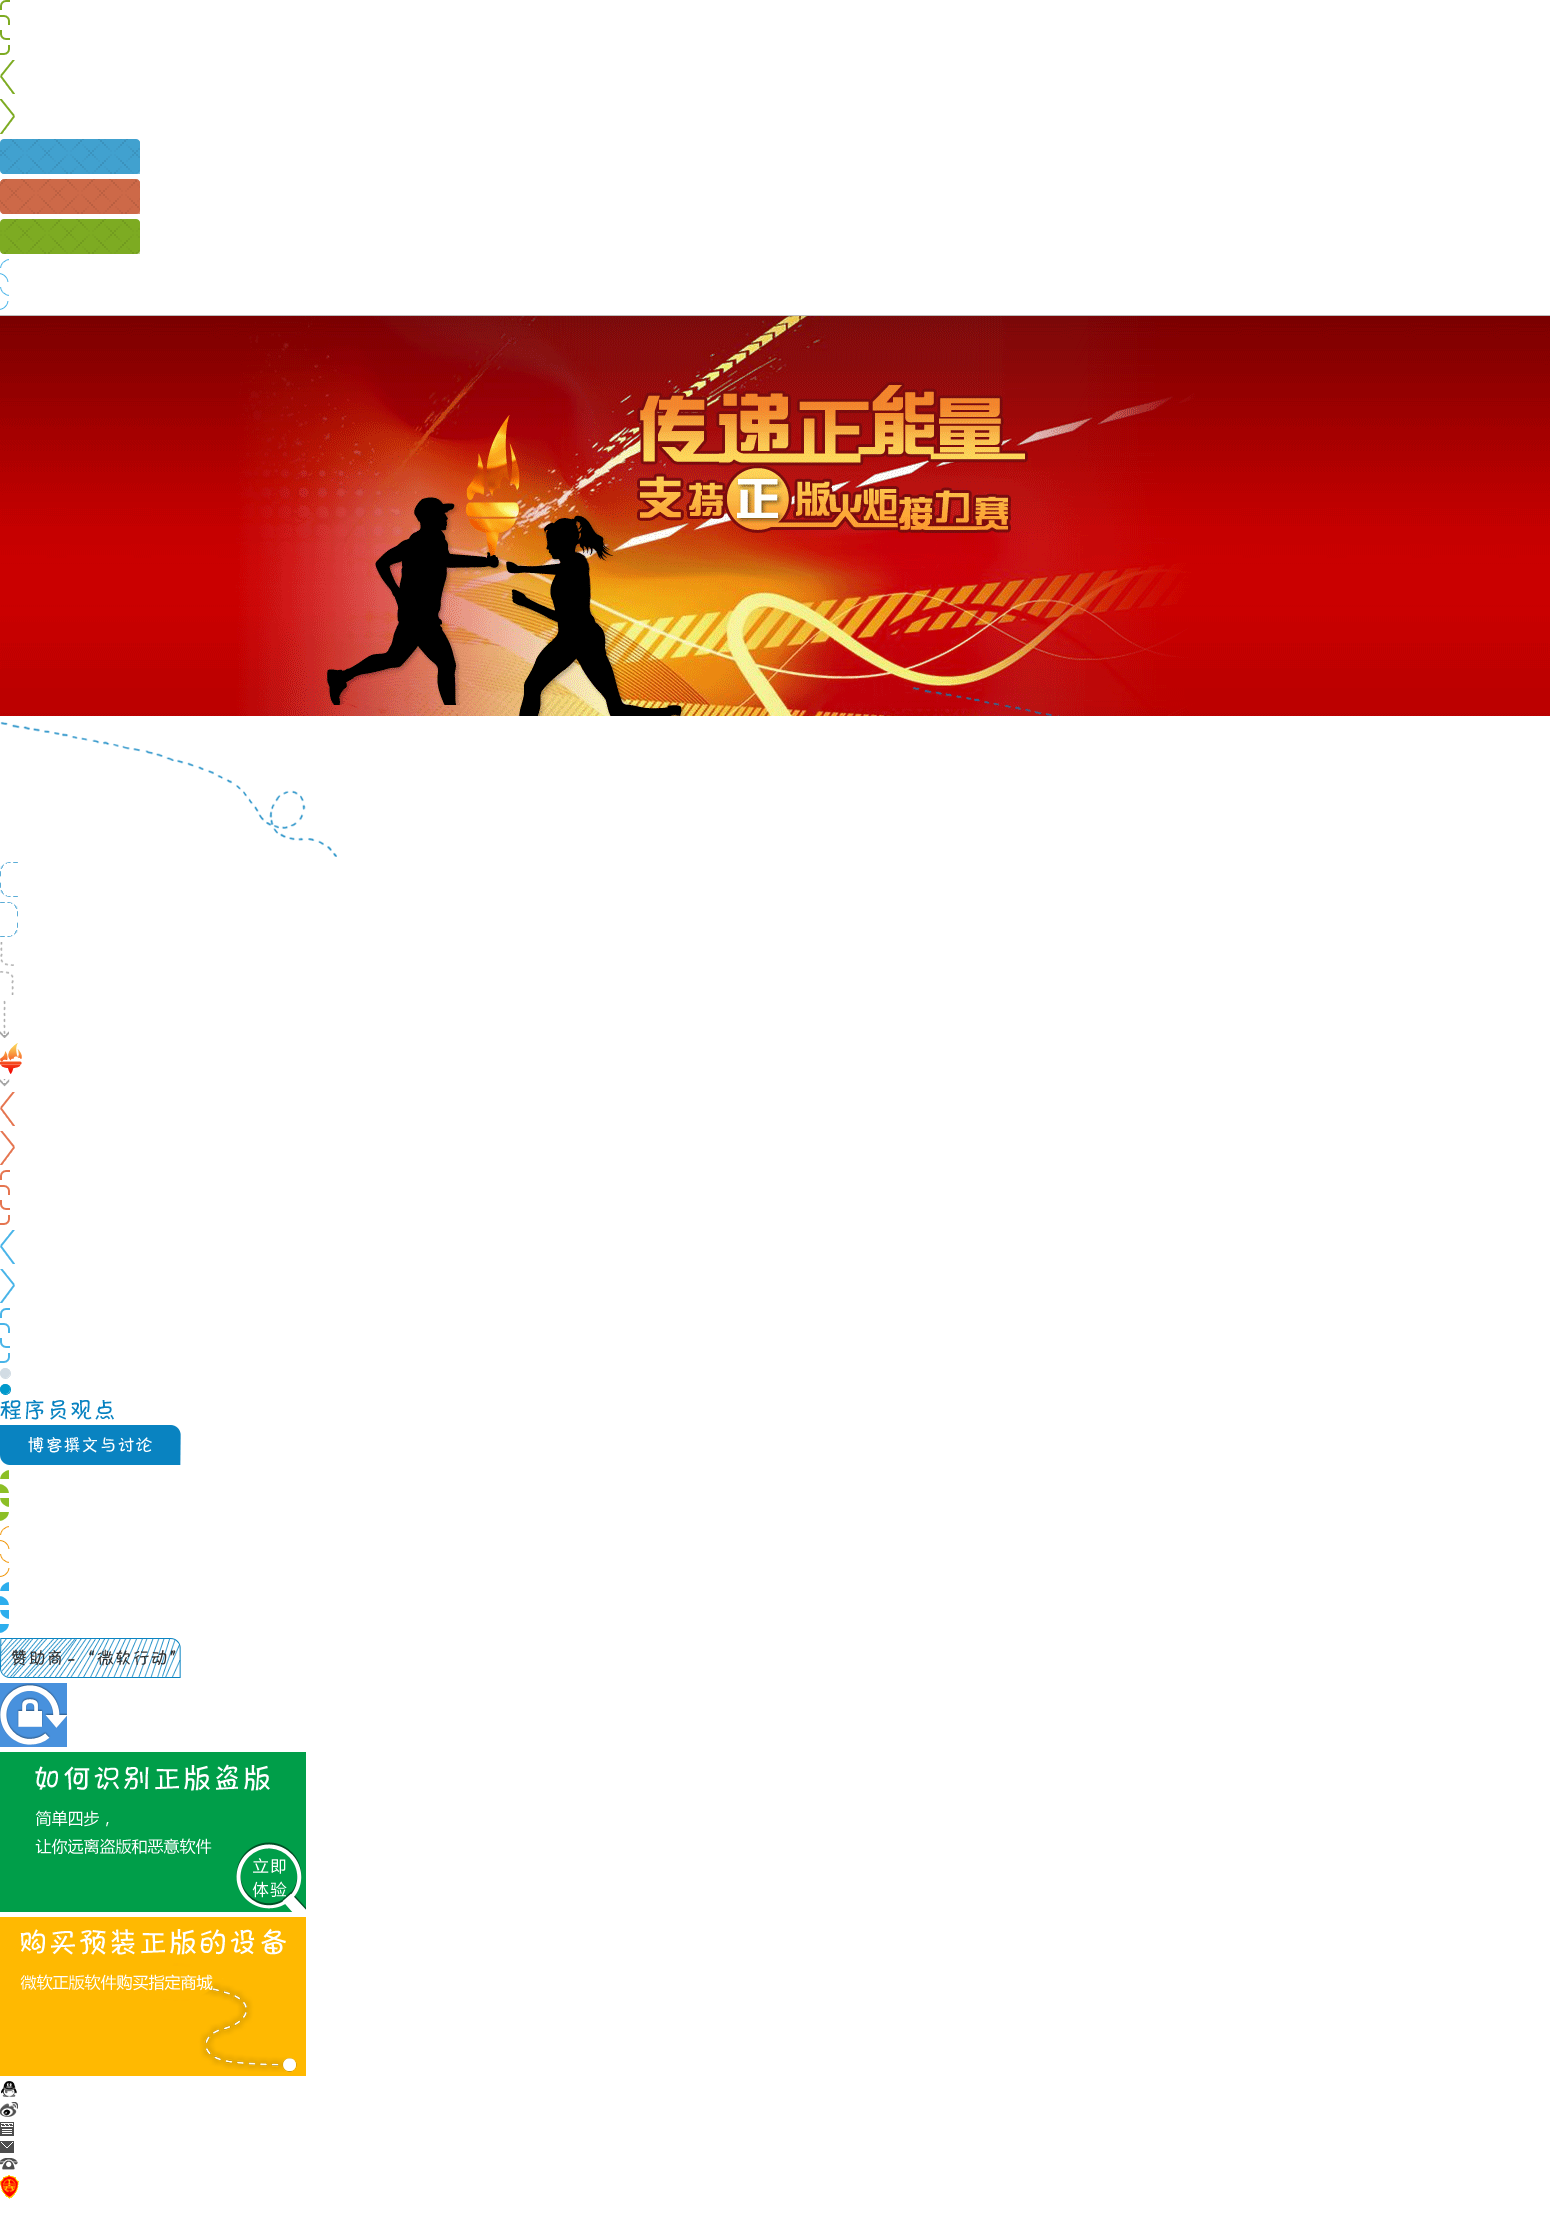 传递正能量
支持正版火炬接力赛
程序员观点
博客撰文与讨论
赞助商-“微软行动”
如何识别正版盗版
简单四步，
让你远离盗版和恶意软件
立即
体验
购买预装正版的设备
微软正版软件购买指定商城